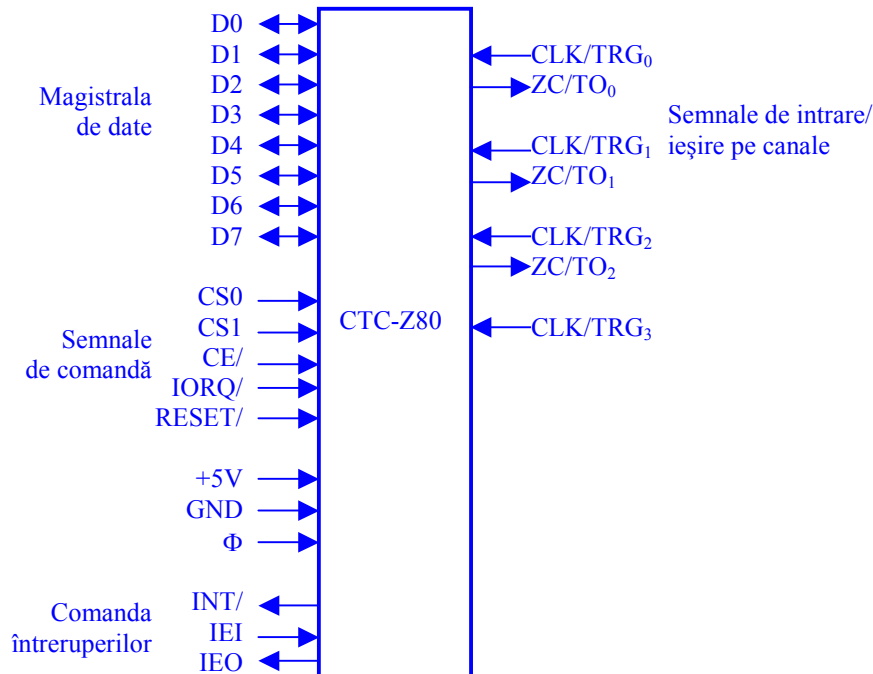 D0
D1
D2
D3
D4
D5
D6
D7
Magistrala
de date
CS0
CS1
CE/
IORQ/
RESET/
Semnale
de comandă
+5V
GND
Φ
INT/
IEI
IEO
Comanda
întreruperilor
CTC-Z80
CLK/TRG₀
ZC/TO₀
CLK/TRG₁
ZC/TO₁
CLK/TRG₂
ZC/TO₂
CLK/TRG₃
Semnale de intrare/
ieşire pe canale